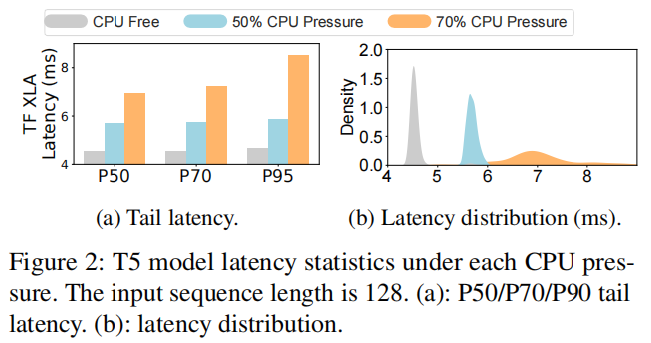 CPU Free 50% CPU Pressure 70% CPU Pressure
TF XLA
Latency (ms)
8
6
4
P50 P70 P95
Density
2.0
1.5
1.0
0.5
0.0
4 5 6 7 8
(a) Tail latency.
(b) Latency distribution (ms).
Figure 2: T5 model latency statistics under each CPU pres-
sure. The input sequence length is 128. (a): P50/P70/P90 tail
latency. (b): latency distribution.